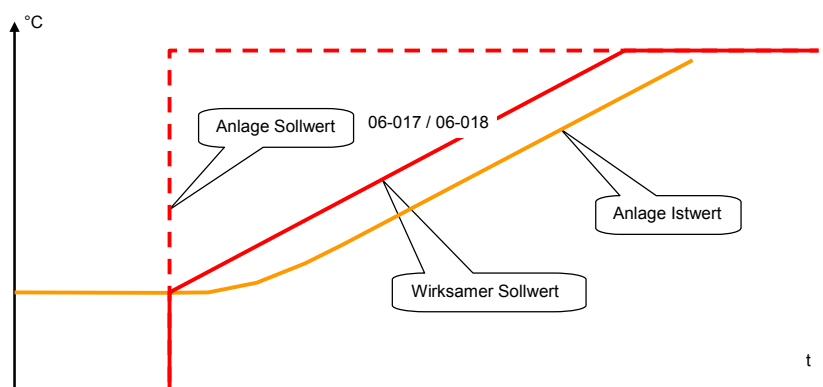 °C
Anlage Sollwert
06-017 / 06-018
Anlage Istwert
Wirksamer Sollwert
t